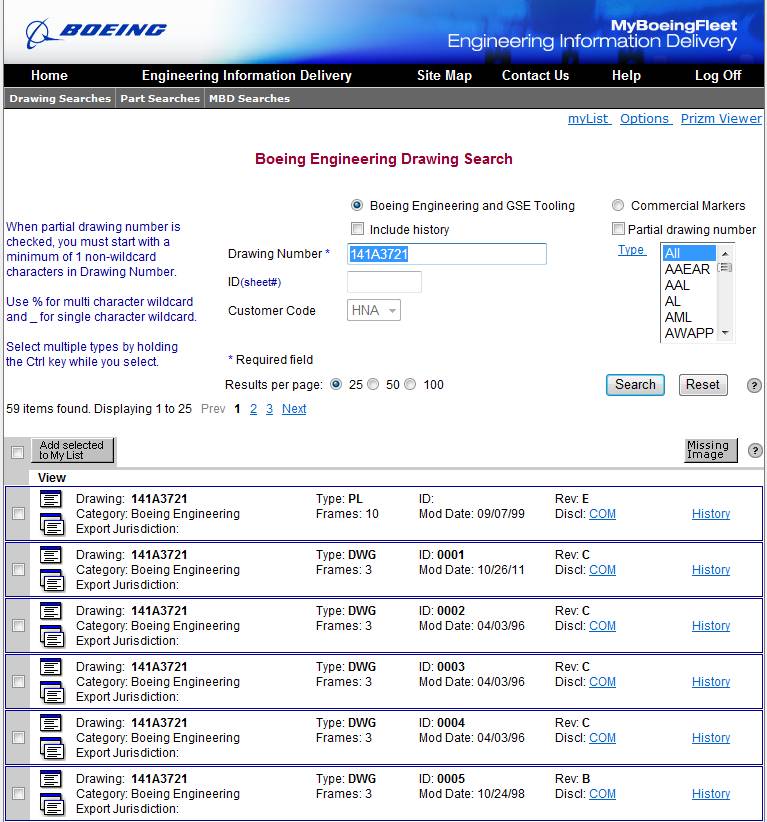 BOEING
MyBoeingFleet
Engineering Information Delivery
Home Engineering Information Delivery Site Map Contact Us Help Log Off
Drawing Searches Part Searches MBD Searches
myList Options Prizm Viewer
Boeing Engineering Drawing Search
Boeing Engineering and GSE Tooling Commercial Markers
Include history Partial drawing number
When partial drawing number is
checked, you must start with a
minimum of 1 non-wildcard
characters in Drawing Number.
Use % for multi character wildcard
and _ for single character wildcard.
Select multiple types by holding
the Ctrl key while you select.
Drawing Number * 141A3721
ID(sheet#)
Customer Code HNA
Type
All
AAEAR
AAL
AL
AML
AWAPP
* Required field
Results per page: 25 50 100
Search Reset ?
59 items found. Displaying 1 to 25 Prev 1 2 3 Next
Add selected
to My List
Missing
Image
?
View
Drawing: 141A3721 Type: PL ID: Rev: E
Category: Boeing Engineering Frames: 10 Mod Date: 09/07/99 Discl: COM History
Export Jurisdiction:
Drawing: 141A3721 Type: DWG ID: 0001 Rev: C
Category: Boeing Engineering Frames: 3 Mod Date: 10/26/11 Discl: COM History
Export Jurisdiction:
Drawing: 141A3721 Type: DWG ID: 0002 Rev: C
Category: Boeing Engineering Frames: 3 Mod Date: 04/03/96 Discl: COM History
Export Jurisdiction:
Drawing: 141A3721 Type: DWG ID: 0003 Rev: C
Category: Boeing Engineering Frames: 3 Mod Date: 04/03/96 Discl: COM History
Export Jurisdiction:
Drawing: 141A3721 Type: DWG ID: 0004 Rev: C
Category: Boeing Engineering Frames: 3 Mod Date: 04/03/96 Discl: COM History
Export Jurisdiction:
Drawing: 141A3721 Type: DWG ID: 0005 Rev: B
Category: Boeing Engineering Frames: 3 Mod Date: 10/24/98 Discl: COM History
Export Jurisdiction: